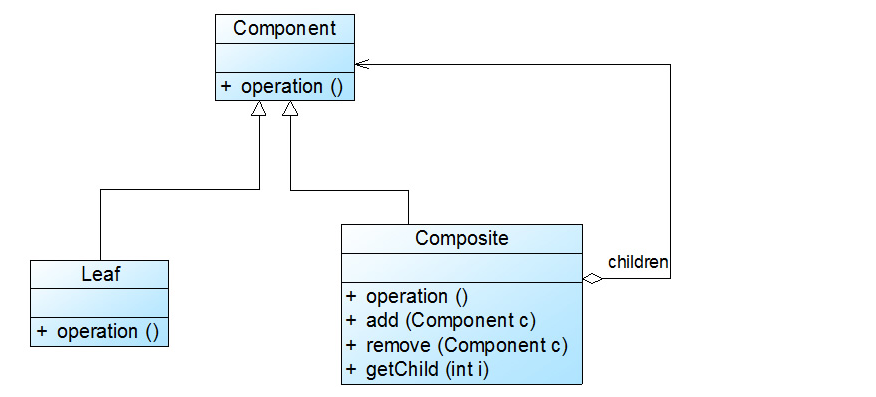 Component
+ operation ()
Leaf
+ operation ()
Composite
+ operation ()
+ add (Component c)
+ remove (Component c)
+ getChild (int i)
children